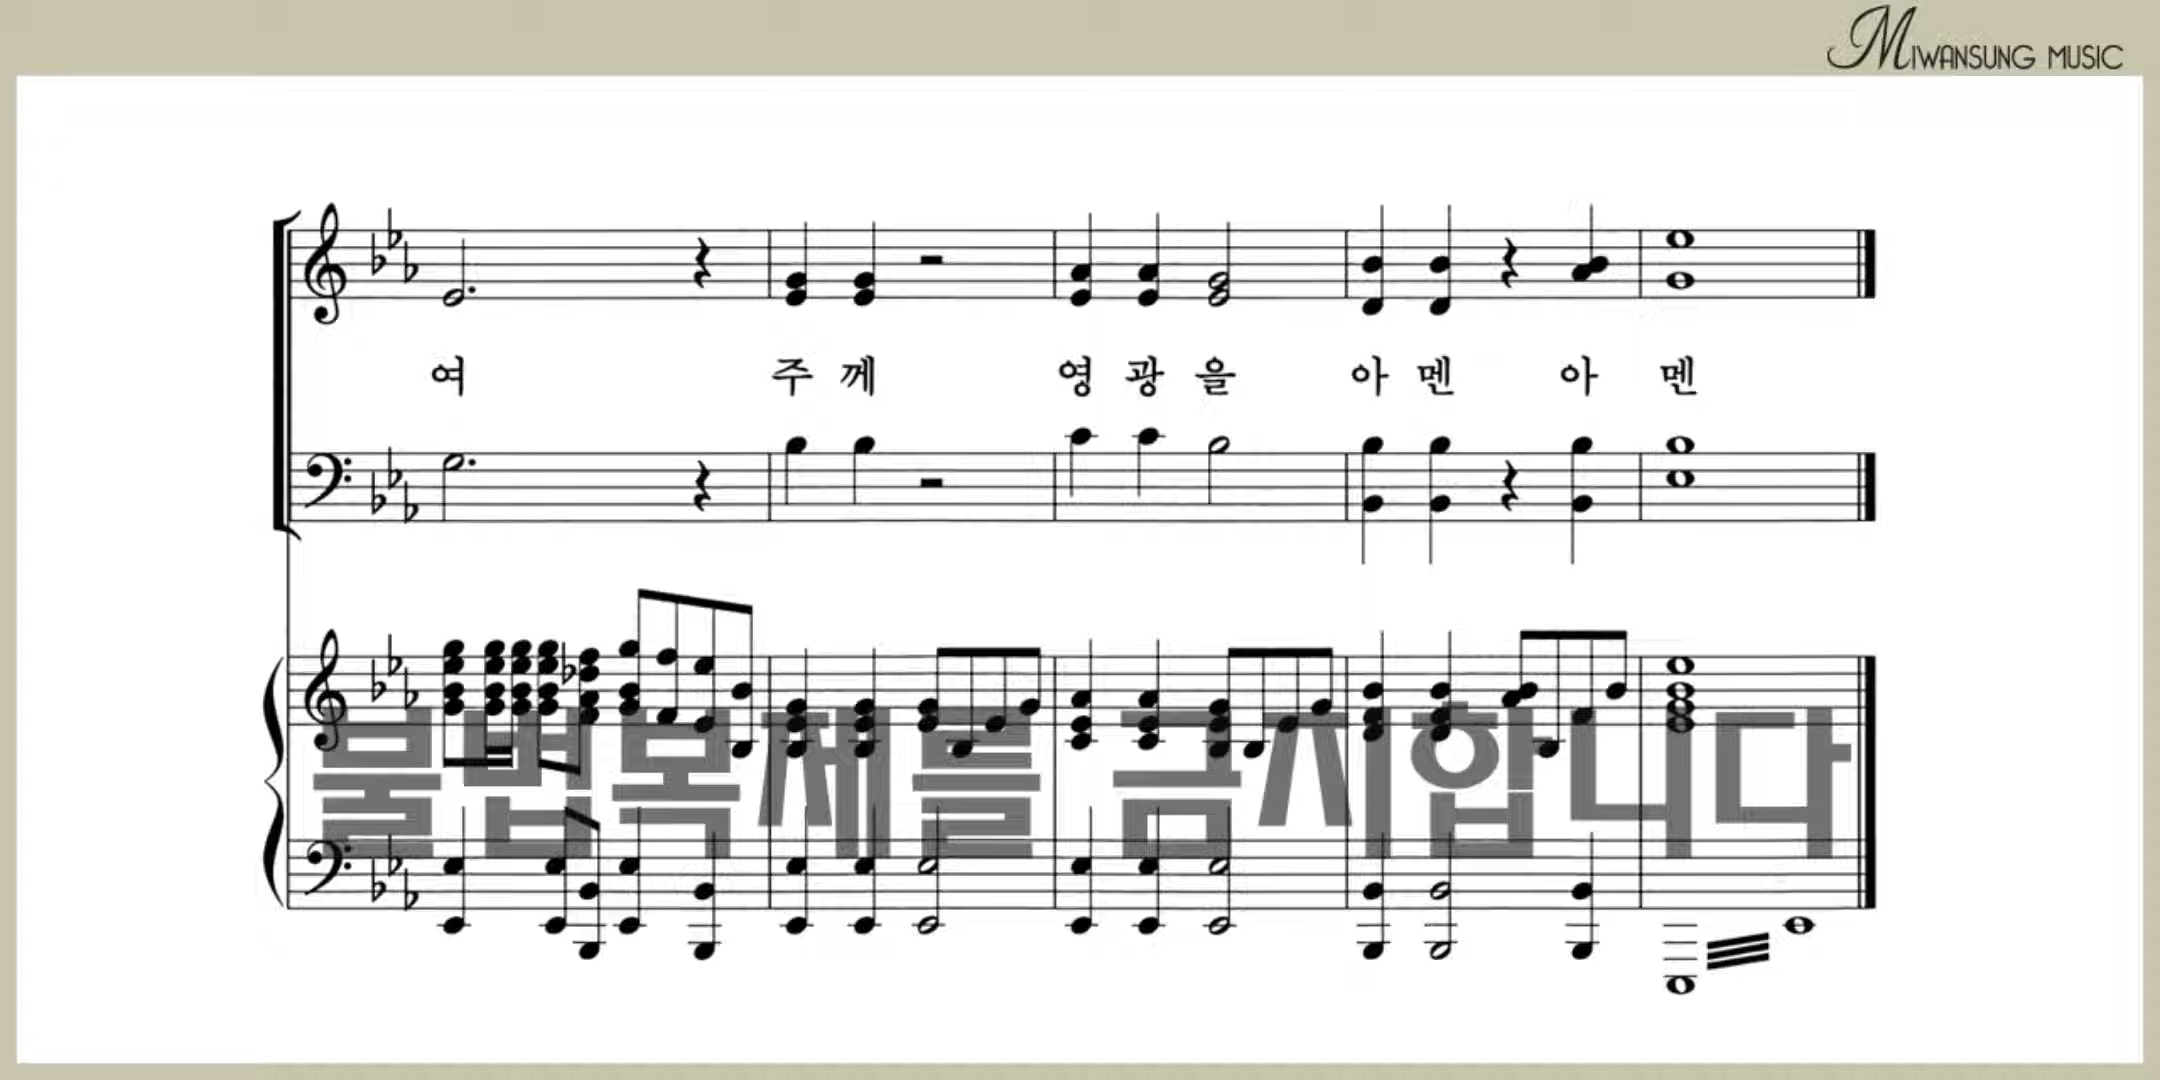 MIWANSUNG MUSIC
여 주 께 영 광 을 아 멘 아 멘
불법복제를 금지합니다